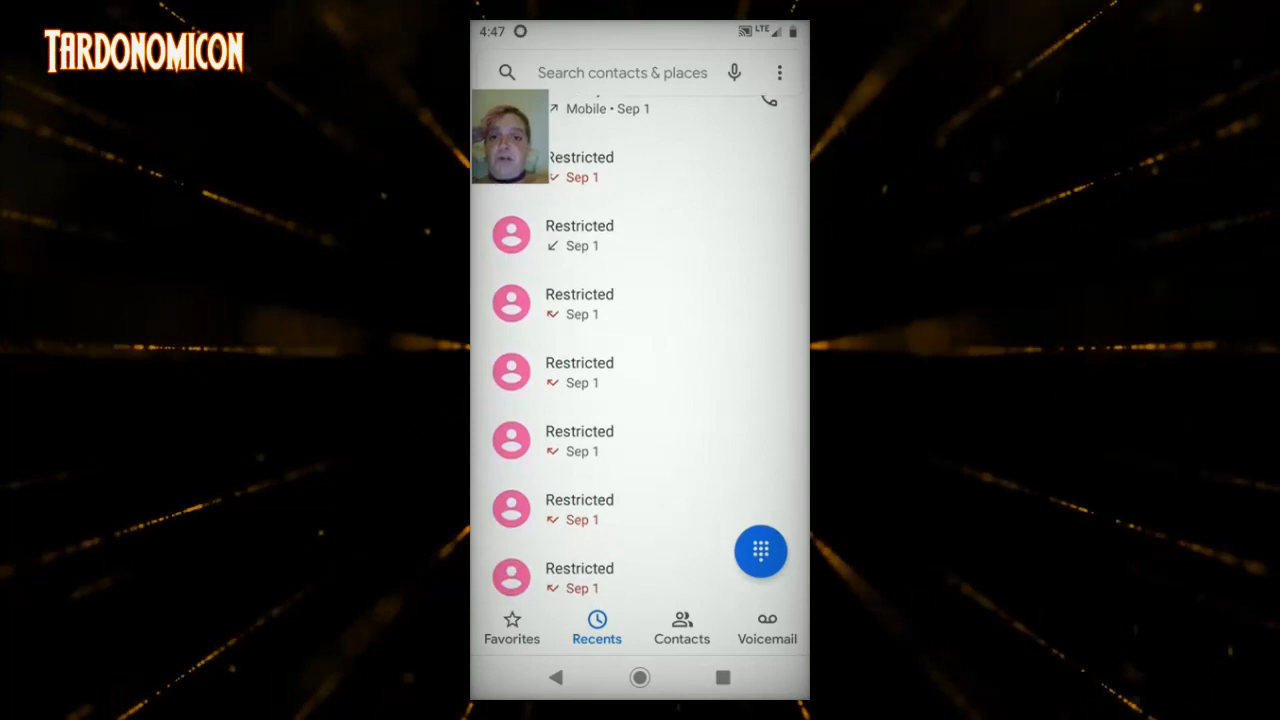 TARDONOMICON
4:47 LTE
Search contacts & places
Mobile • Sep 1
Restricted
Sep 1
Restricted
Sep 1
Restricted
Sep 1
Restricted
Sep 1
Restricted
Sep 1
Restricted
Sep 1
Restricted
Sep 1
Favorites Recents Contacts Voicemail